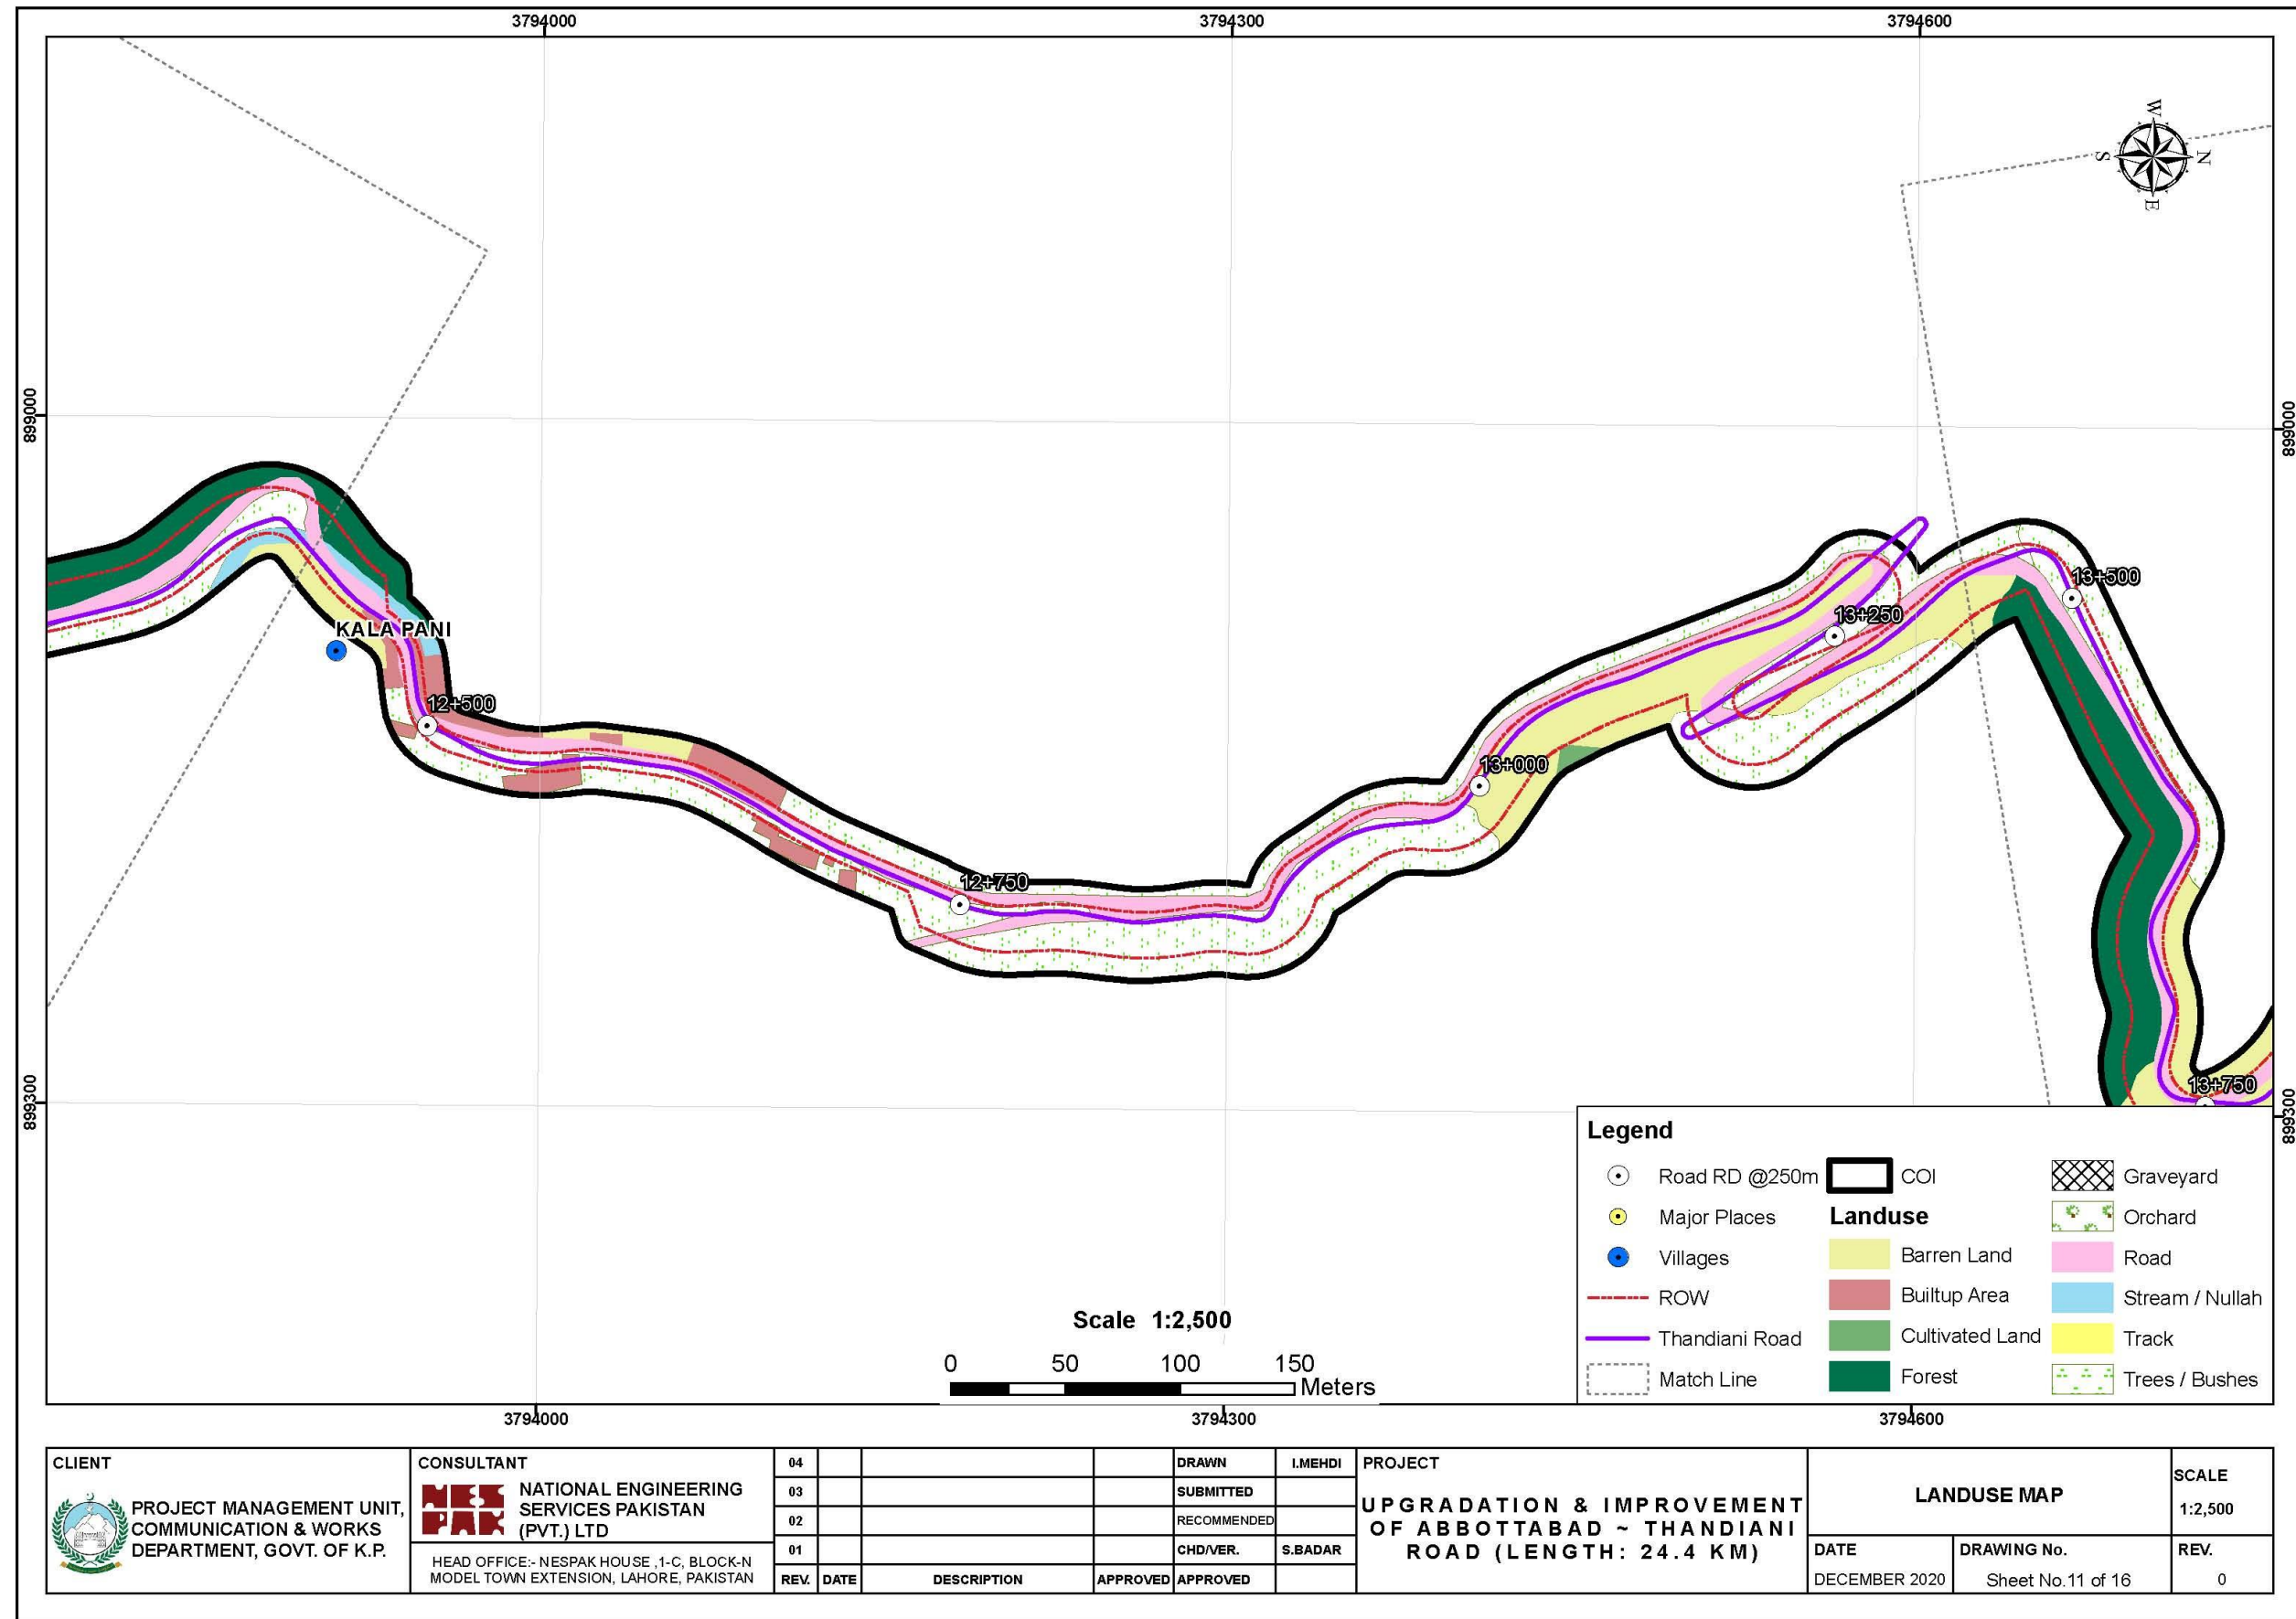 3794000
3794300
3794600
W
N
S
E
899000
899000
KALA PANI
12+500
12+750
13+000
13+250
13+500
13+750
899300
899300
Legend
Road RD @250m
Major Places
Villages
ROW
Thandiani Road
Match Line
COI
Landuse
Barren Land
Builtup Area
Cultivated Land
Forest
Graveyard
Orchard
Road
Stream / Nullah
Track
Trees / Bushes
Scale 1:2,500
0 50 100 150
Meters
3794000
3794300
3794600
CLIENT
PROJECT MANAGEMENT UNIT,
COMMUNICATION & WORKS
DEPARTMENT, GOVT. OF K.P.
CONSULTANT
NES
PAK
NATIONAL ENGINEERING
SERVICES PAKISTAN
(PVT.) LTD
HEAD OFFICE:- NESPAK HOUSE ,1-C, BLOCK-N
MODEL TOWN EXTENSION, LAHORE, PAKISTAN
04
03
02
01
REV. DATE DESCRIPTION APPROVED
DRAWN I.MEHDI
SUBMITTED
RECOMMENDED
CHD/VER. S.BADAR
APPROVED
PROJECT
UPGRADATION & IMPROVEMENT
OF ABBOTTABAD ~ THANDIANI
ROAD (LENGTH: 24.4 KM)
LANDUSE MAP
SCALE
1:2,500
DATE
DECEMBER 2020
DRAWING No.
Sheet No.11 of 16
REV.
0